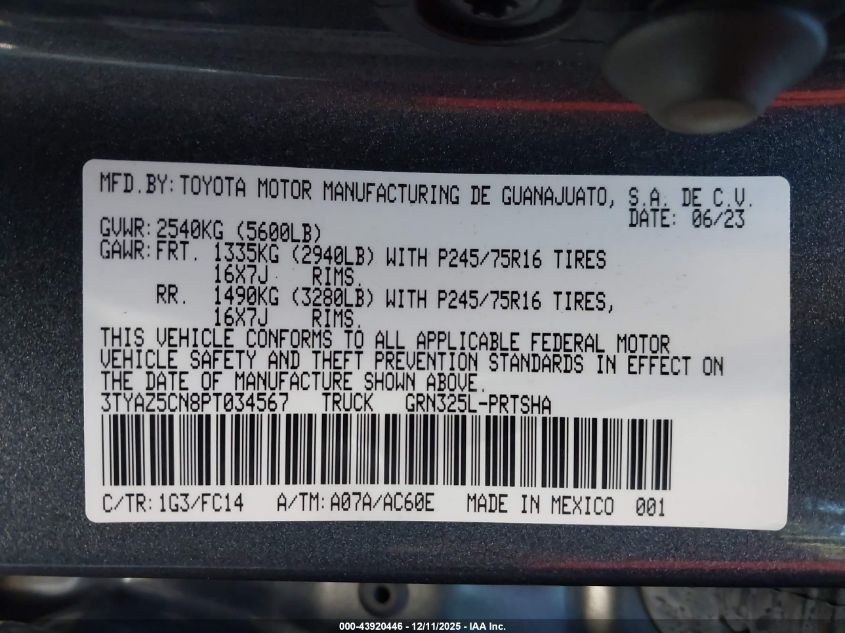 MFD.BY:TOYOTA MOTOR MANUFACTURING DE GUANAJUATO, S.A. DE C.V.
DATE: 06/23
GVWR:2540KG (5600LB)
GAWR:FRT. 1335KG (2940LB) WITH P245/75R16 TIRES
16X7J RIMS.
RR. 1490KG (3280LB) WITH P245/75R16 TIRES,
16X7J RIMS.
THIS VEHICLE CONFORMS TO ALL APPLICABLE FEDERAL MOTOR
VEHICLE SAFETY AND THEFT PREVENTION STANDARDS IN EFFECT ON
THE DATE OF MANUFACTURE SHOWN ABOVE.
3TYAZ5CN8PT034567 TRUCK GRN325L-PRTSHA
C/TR:1G3/FC14 A/TM:A07A/AC60E MADE IN MEXICO 001
000-43920446 - 12/11/2025 - IAA Inc.